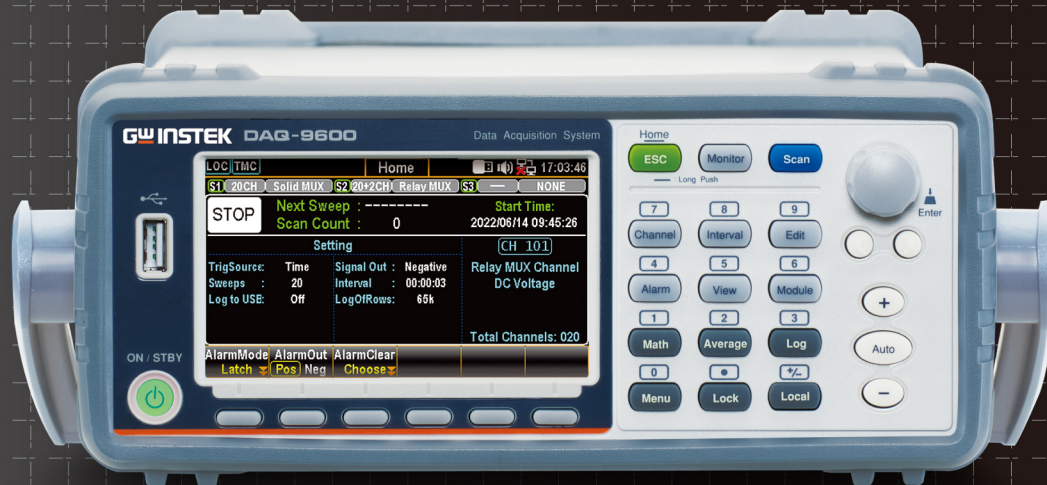 GW INSTEK DAQ-9600 Data Acquisition System
LOC TMC Home 17:03:46
S1 20CH Solid MUX S2 20+2CH Relay MUX S3 — NONE
STOP Next Sweep : -------- Start Time:
Scan Count : 0 2022/06/14 09:45:26
Setting CH 101
TrigSource: Time Signal Out : Negative Relay MUX Channel
Sweeps : 20 Interval : 00:00:03 DC Voltage
Log to USB: Off LogOfRows: 65k
Total Channels: 020
AlarmMode AlarmOut AlarmClear
Latch Pos Neg Choose
ON / STBY
Home
ESC Monitor Scan
: Long Push
Enter
7 8 9
Channel Interval Edit
4 5 6
Alarm View Module
+
1 2 3
Math Average Log
Auto
0 • +/−
Menu Lock Local
−